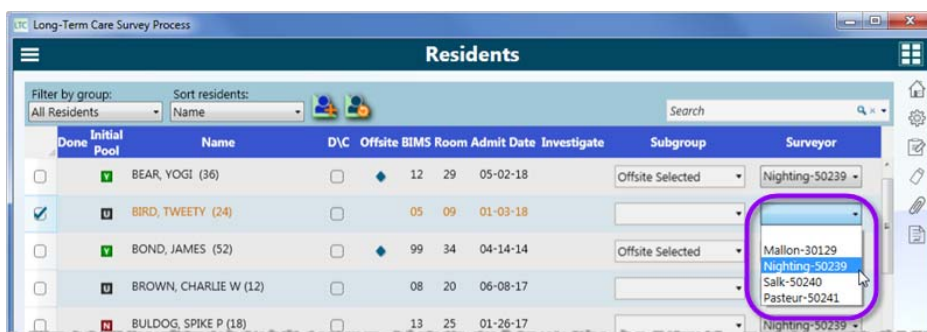 LTC Long-Term Care Survey Process
Residents
Filter by group: Sort residents:
All Residents Name Search
Done Initial Pool Name D\C Offsite BIMS Room Admit Date Investigate Subgroup Surveyor
Y BEAR, YOGI (36) 12 29 05-02-18 Offsite Selected Nighting-50239
U BIRD, TWEETY (24) 05 09 01-03-18
Y BOND, JAMES (52) 99 34 04-14-14 Offsite Selected Mallon-30129
Nighting-50239
U BROWN, CHARLIE W (12) 08 20 06-08-17 Salk-50240
Pasteur-50241
N BULDOG, SPIKE P (18) 13 25 01-26-17 Nighting-50239